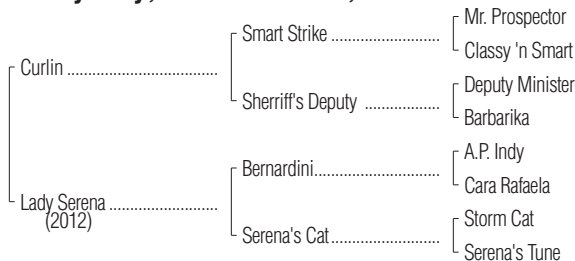 Mr. Prospector
Smart Strike ..........................
Classy 'n Smart
Curlin ....................................
Deputy Minister
Sherriff's Deputy ..................
Barbarika
A.P. Indy
Bernardini..............................
Cara Rafaela
Lady Serena ..........................
(2012)
Storm Cat
Serena's Cat..........................
Serena's Tune